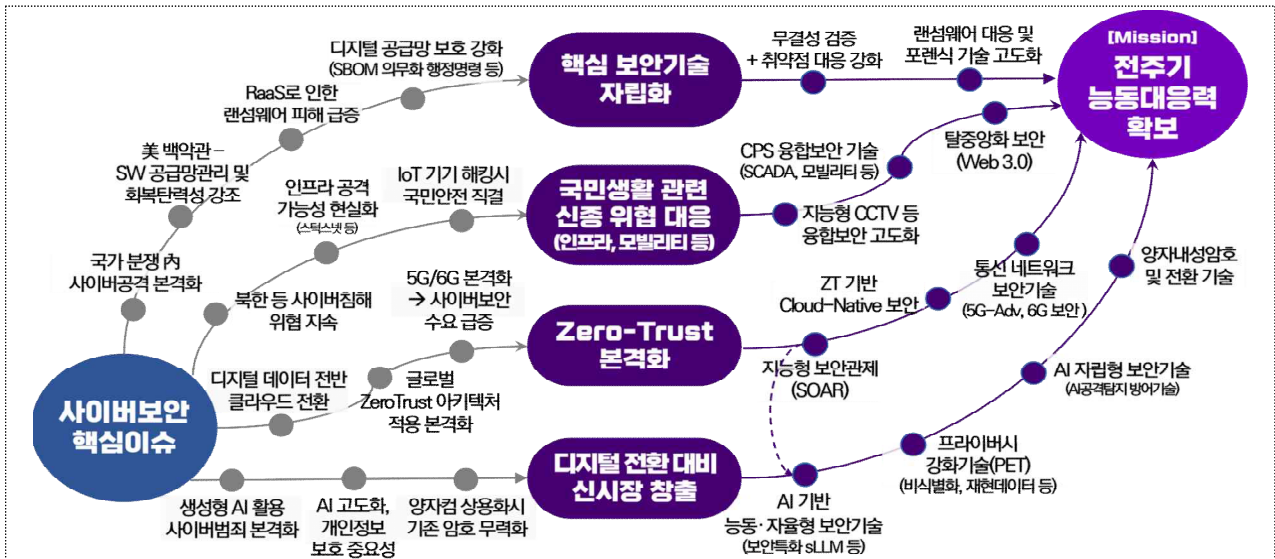 사이버보안
핵심이슈
국가 분쟁 內
사이버공격 본격화
美 백악관 –
SW 공급망관리 및
회복탄력성 강조
RaaS로 인한
랜섬웨어 피해 급증
디지털 공급망 보호 강화
(SBOM 의무화 행정명령 등)
핵심 보안기술
자립화
무결성 검증
+ 취약점 대응 강화
랜섬웨어 대응 및
포렌식 기술 고도화
[Mission]
전주기
능동대응력
확보
북한 등 사이버침해
위협 지속
인프라 공격
가능성 현실화
(스턱스넷 등)
IoT 기기 해킹시
국민안전 직결
국민생활 관련
신종 위협 대응
(인프라, 모빌리티 등)
지능형 CCTV 등
융합보안 고도화
CPS 융합보안 기술
(SCADA, 모빌리티 등)
탈중앙화 보안
(Web 3.0)
디지털 데이터 전반
클라우드 전환
글로벌
ZeroTrust 아키텍처
적용 본격화
5G/6G 본격화
→ 사이버보안
수요 급증
Zero-Trust
본격화
지능형 보안관제
(SOAR)
ZT 기반
Cloud-Native 보안
통신 네트워크
보안기술
(5G-Adv, 6G 보안)
생성형 AI 활용
사이버범죄 본격화
AI 고도화,
개인정보
보호 중요성
양자컴 상용화시
기존 암호 무력화
디지털 전환 대비
신시장 창출
AI 기반
능동·자율형 보안기술
(보안특화 sLLM 등)
프라이버시
강화기술(PET)
(비식별화, 재현데이터 등)
AI 자립형 보안기술
(AI공격탐지 방어기술)
양자내성암호
및 전환 기술